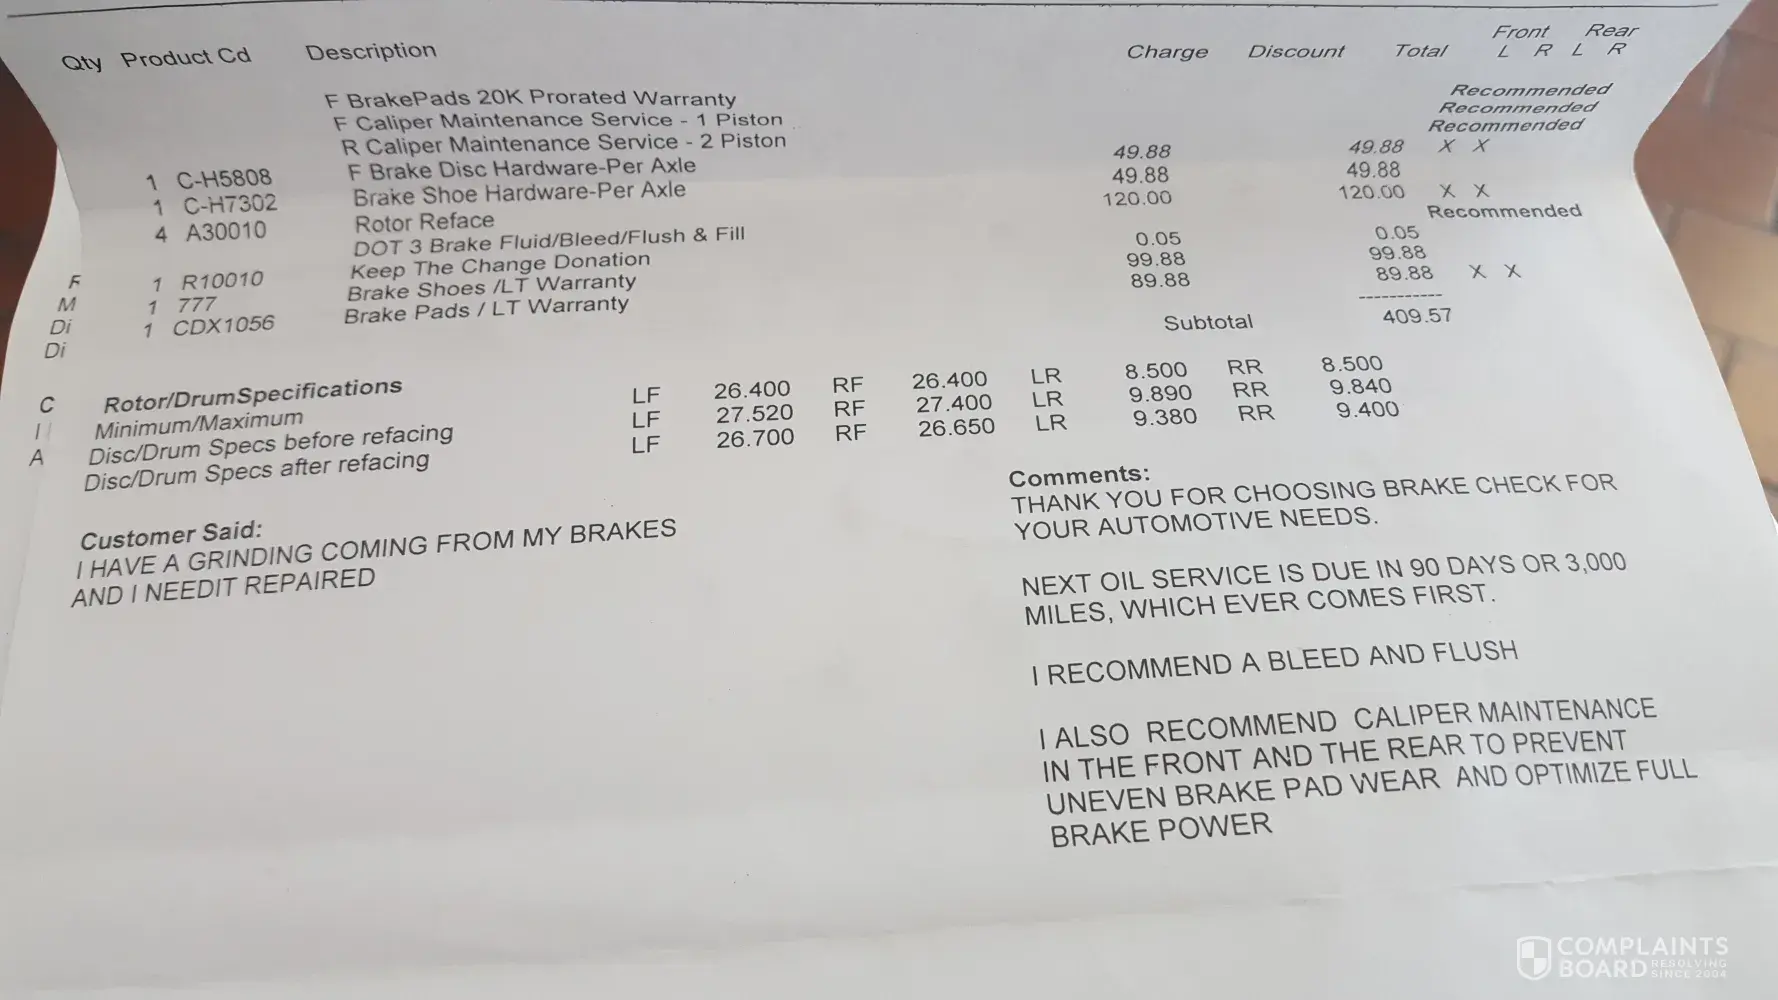 Front Rear
Qty Product Cd Description Charge Discount Total L R L R
F BrakePads 20K Prorated Warranty Recommended
F Caliper Maintenance Service - 1 Piston Recommended
R Caliper Maintenance Service - 2 Piston Recommended
1 C-H5808 F Brake Disc Hardware-Per Axle 49.88 49.88 X X
1 C-H7302 Brake Shoe Hardware-Per Axle 49.88 49.88
4 A30010 Rotor Reface 120.00 120.00 X X
DOT 3 Brake Fluid/Bleed/Flush & Fill Recommended
F 1 R10010 Keep The Change Donation 0.05 0.05
M 1 777 Brake Shoes /LT Warranty 99.88 99.88
Di 1 CDX1056 Brake Pads / LT Warranty 89.88 89.88 X X
Di
-----------
Subtotal 409.57
C Rotor/DrumSpecifications
Minimum/Maximum LF 26.400 RF 26.400 LR 8.500 RR 8.500
A Disc/Drum Specs before refacing LF 27.520 RF 27.400 LR 9.890 RR 9.840
Disc/Drum Specs after refacing LF 26.700 RF 26.650 LR 9.380 RR 9.400
Customer Said:
I HAVE A GRINDING COMING FROM MY BRAKES
AND I NEEDIT REPAIRED
Comments:
THANK YOU FOR CHOOSING BRAKE CHECK FOR
YOUR AUTOMOTIVE NEEDS.
NEXT OIL SERVICE IS DUE IN 90 DAYS OR 3,000
MILES, WHICH EVER COMES FIRST.
I RECOMMEND A BLEED AND FLUSH
I ALSO RECOMMEND CALIPER MAINTENANCE
IN THE FRONT AND THE REAR TO PREVENT
UNEVEN BRAKE PAD WEAR AND OPTIMIZE FULL
BRAKE POWER
COMPLAINTS
BOARD RESOLVING SINCE 2004